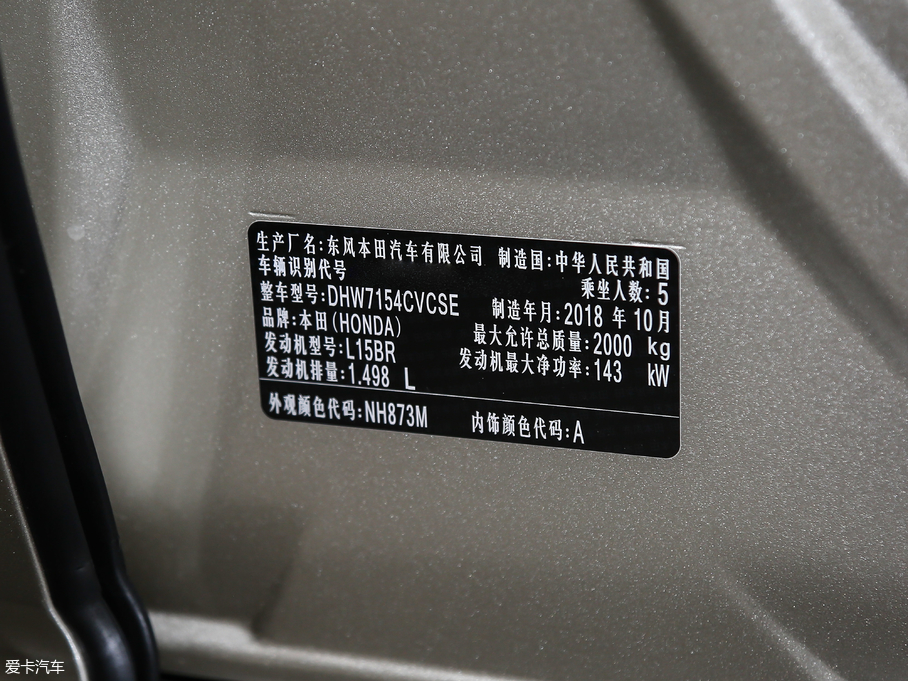 生产厂名:东风本田汽车有限公司 制造国:中华人民共和国
车辆识别代号 乘坐人数:5
整车型号:DHW7154CVCSE 制造年月:2018 年 10 月
品牌:本田(HONDA) 最大允许总质量:2000 kg
发动机型号:L15BR 发动机最大净功率:143 kW
发动机排量:1.498 L
外观颜色代码:NH873M 内饰颜色代码:A
爱卡汽车